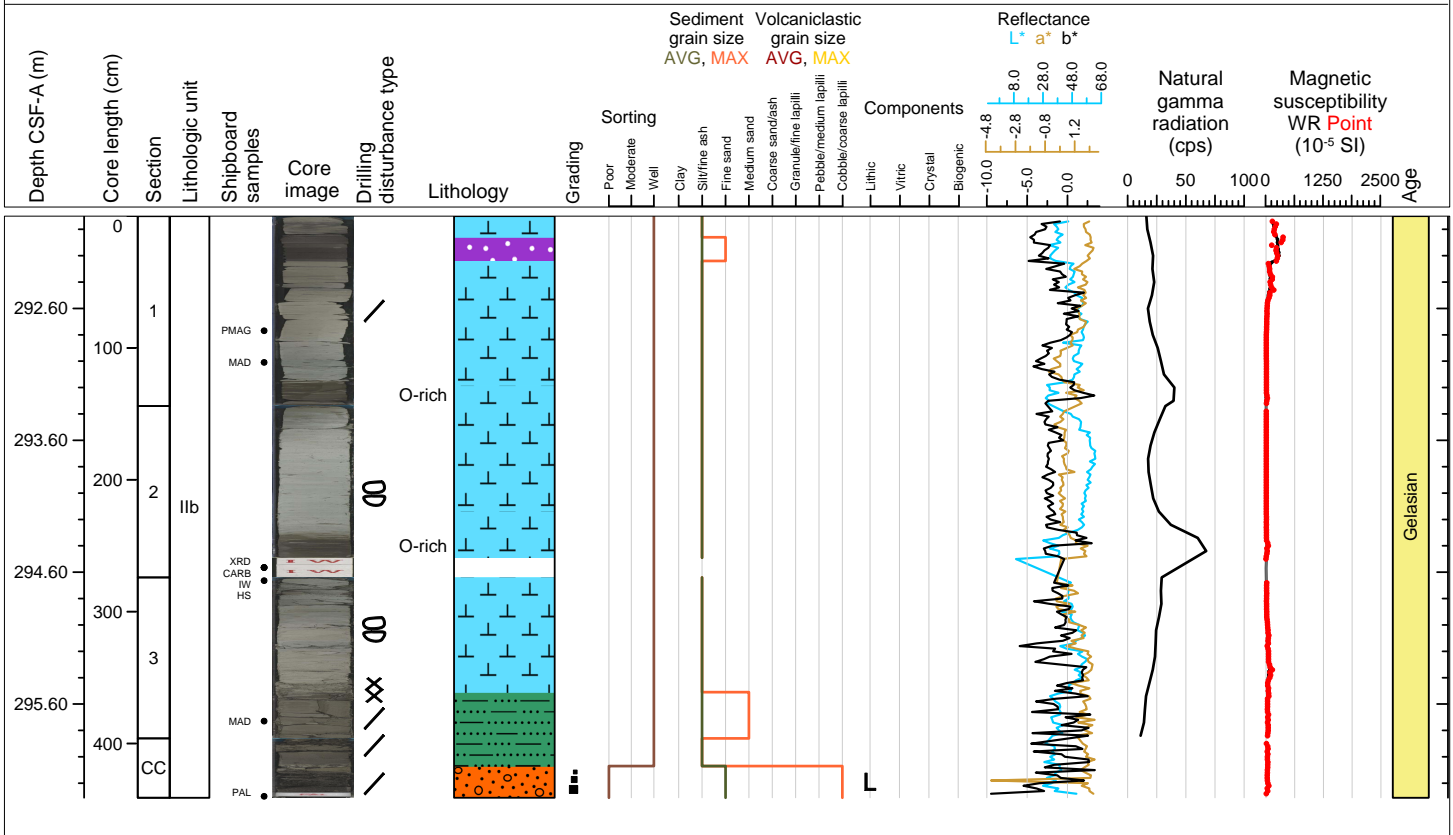 Depth CSF-A (m)
Core length (cm)
Section
Lithologic unit
Shipboard
samples
Core
image
Drilling
disturbance type
Lithology
Grading
Sorting
Poor
Moderate
Well
Sediment
grain size
AVG, MAX
Volcaniclastic
grain size
AVG, MAX
Clay
Silt/fine ash
Fine sand
Medium sand
Coarse sand/ash
Granule/fine lapilli
Pebble/medium lapilli
Cobble/coarse lapilli
Components
Lithic
Vitric
Crystal
Biogenic
Reflectance
L* a* b*
8.0 28.0 48.0 68.0
-4.8 -2.8 -0.8 1.2
-10.0 -5.0 0.0
Natural
gamma
radiation
(cps)
0 50 100
Magnetic
susceptibility
WR Point
(10-5 SI)
0 1250 2500
Age
0
292.60
1
PMAG
100
MAD
O-rich
293.60
200
2
IIb
O-rich
XRD
CARB
294.60
IW
HS
300
3
295.60
MAD
400
CC
PAL
L
Gelasian